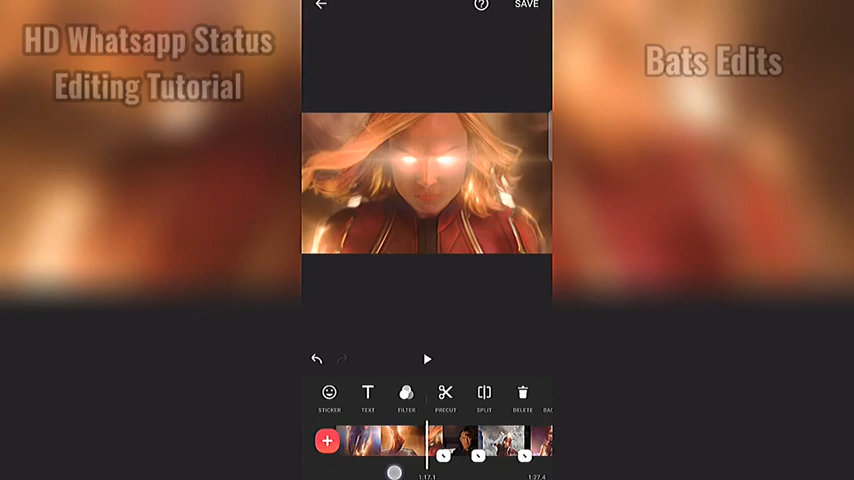 HD Whatsapp Status
Editing Tutorial
Bats Edits
SAVE
STICKER
TEXT
FILTER
PRECUT
SPLIT
DELETE
1:17.1
1:27.4